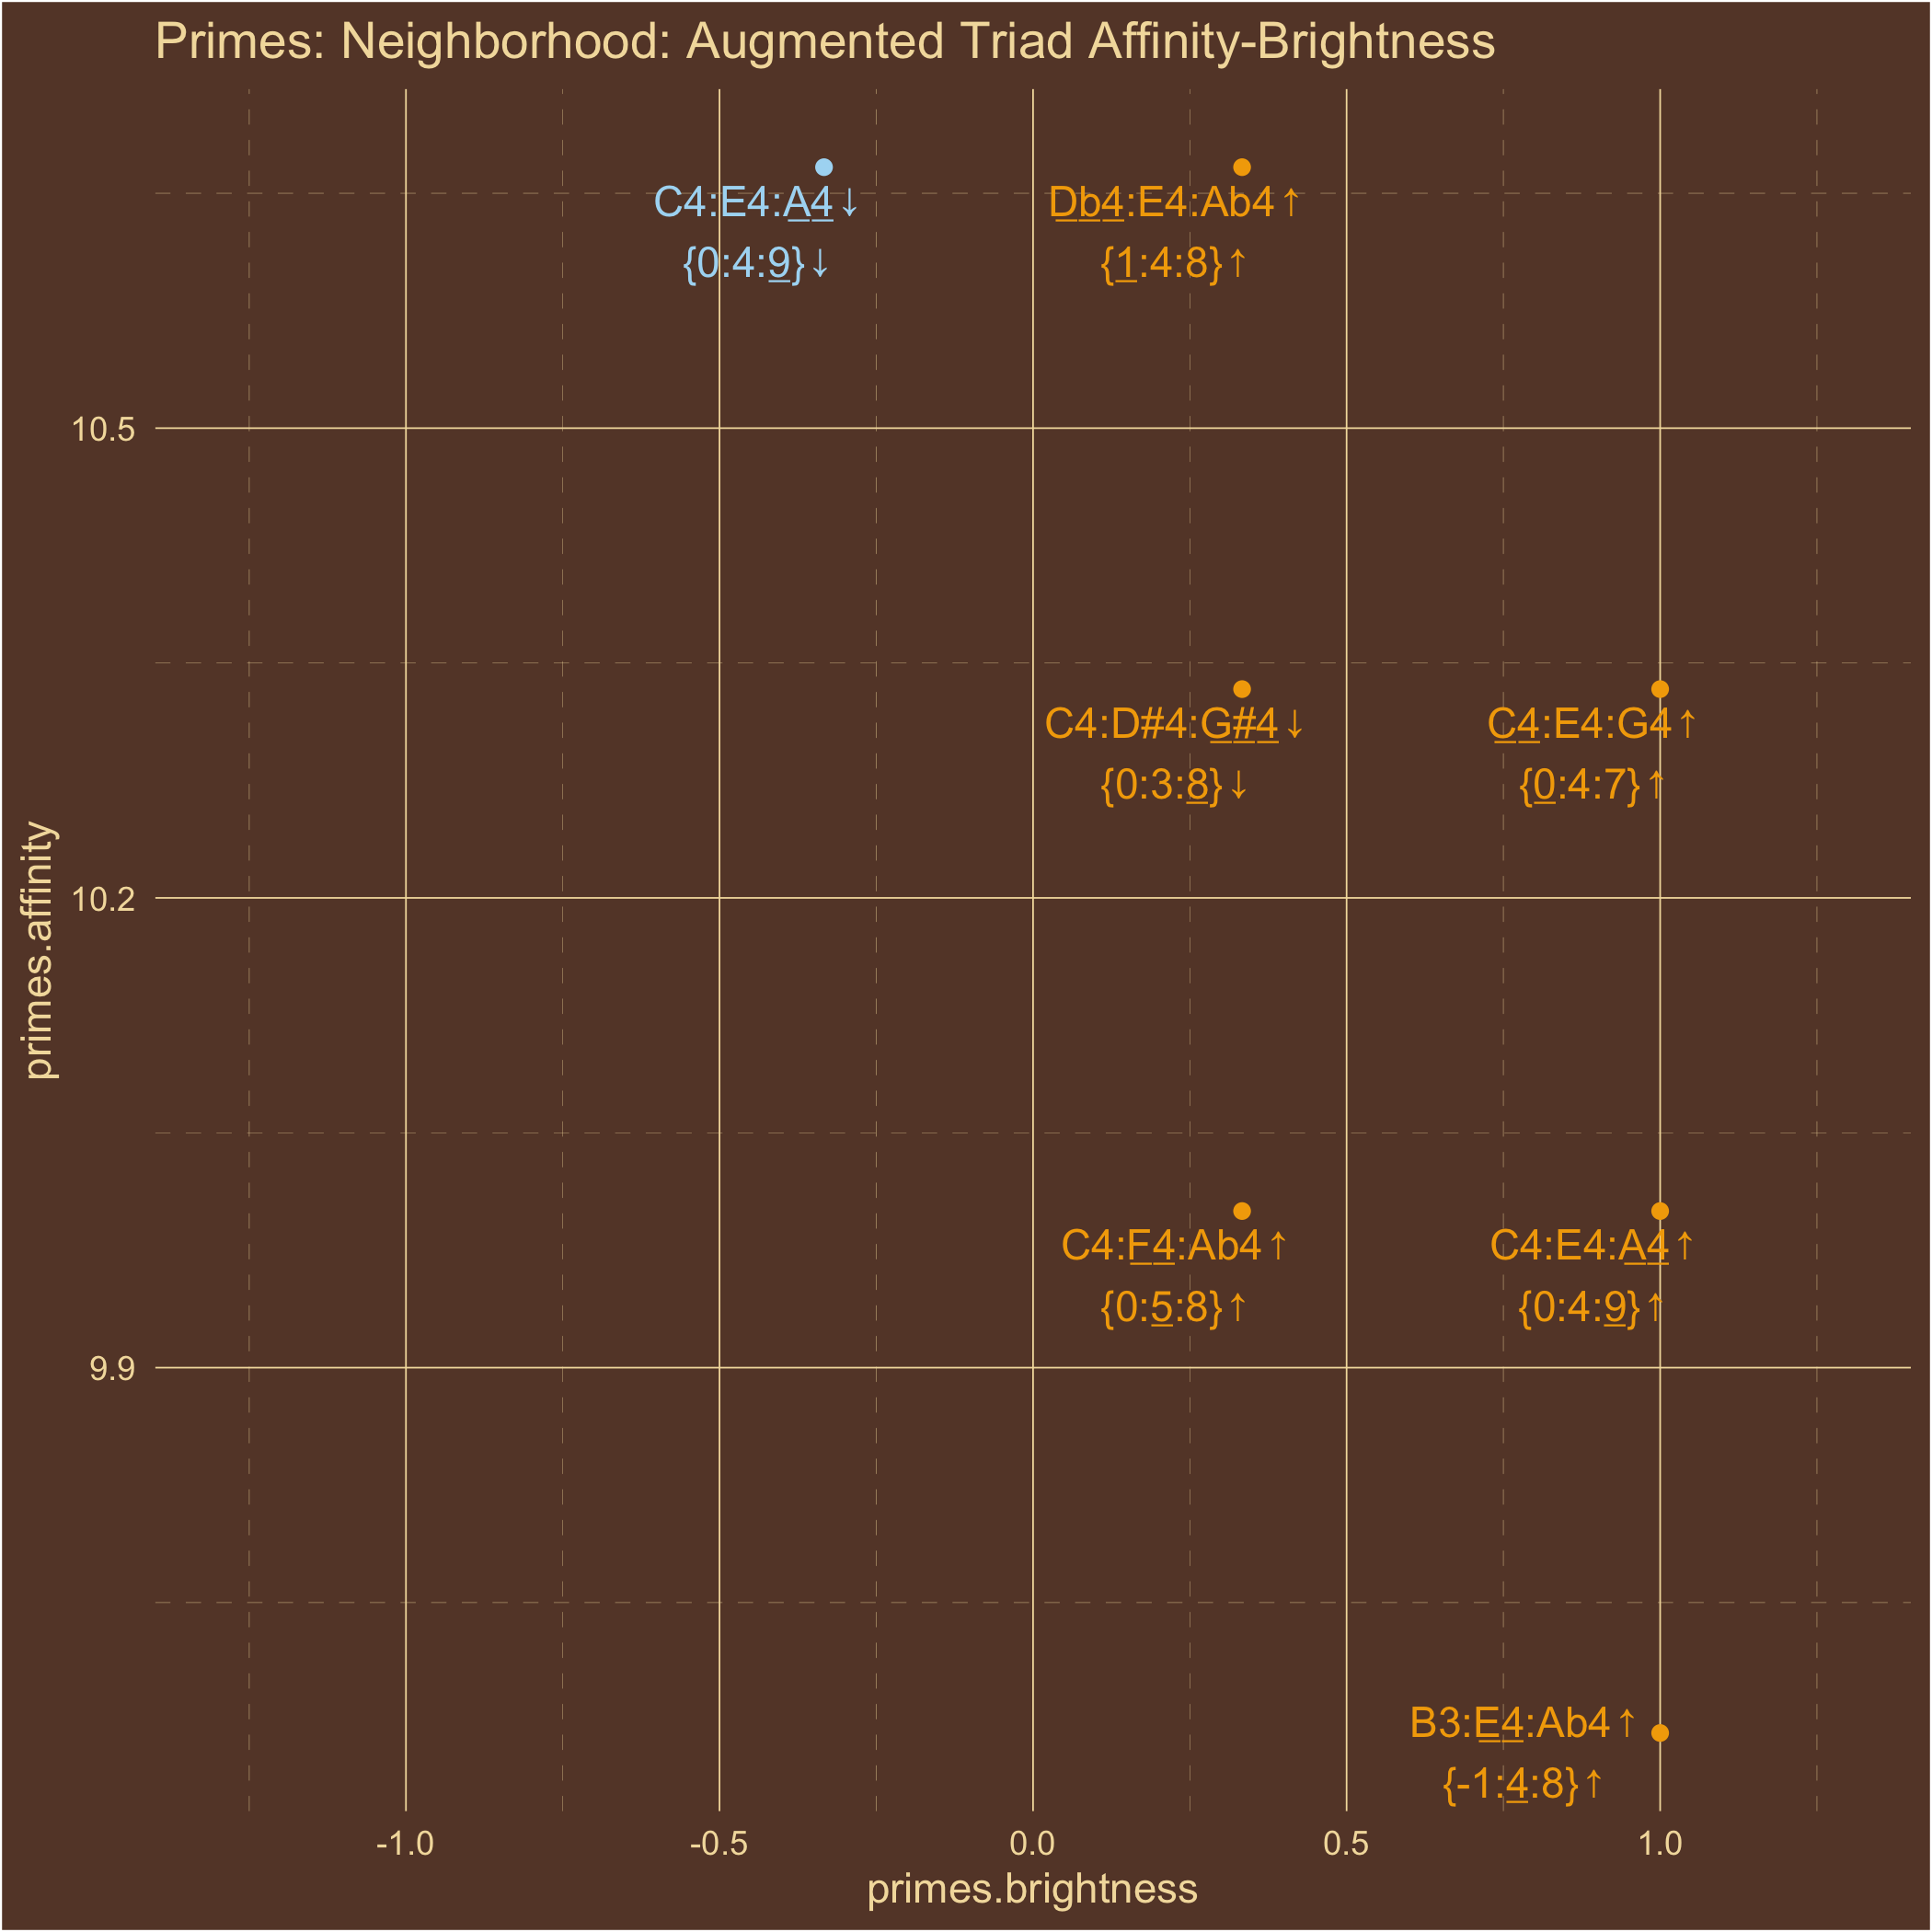 Primes: Neighborhood: Augmented Triad Affinity-Brightness
C4:E4:A4↓
{0:4:9}↓
Db4:E4:Ab4↑
{1:4:8}↑
10.5
C4:D#4:G#4↓
{0:3:8}↓
C4:E4:G4↑
{0:4:7}↑
10.2
primes.affinity
C4:F4:Ab4↑
{0:5:8}↑
C4:E4:A4↑
{0:4:9}↑
9.9
B3:E4:Ab4↑
{-1:4:8}↑
-1.0
-0.5
0.0
0.5
1.0
primes.brightness